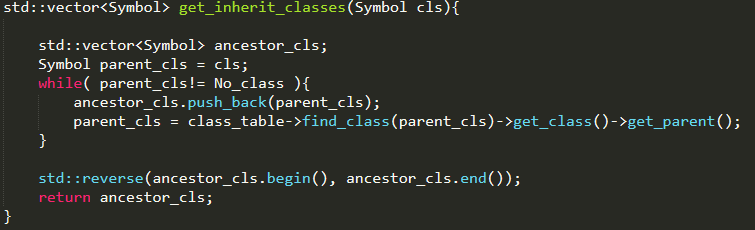 std::vector<Symbol> get_inherit_classes(Symbol cls){
std::vector<Symbol> ancestor_cls;
Symbol parent_cls = cls;
while( parent_cls!= No_class ){
ancestor_cls.push_back(parent_cls);
parent_cls = class_table->find_class(parent_cls)->get_class()->get_parent();
}
std::reverse(ancestor_cls.begin(), ancestor_cls.end());
return ancestor_cls;
}